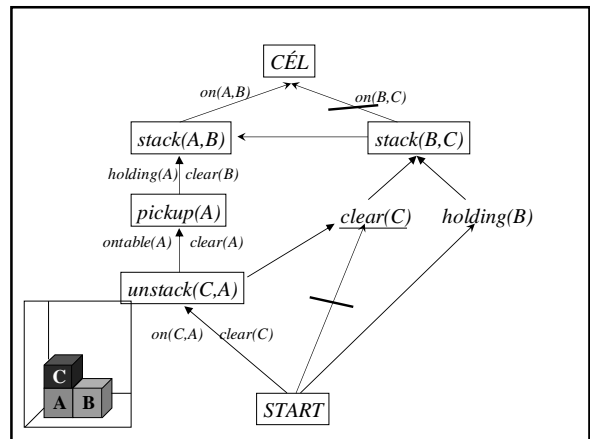 CÉL
on(A,B) on(B,C)
stack(A,B) stack(B,C)
holding(A) clear(B)
pickup(A) clear(C) holding(B)
ontable(A) clear(A)
unstack(C,A)
on(C,A) clear(C)
C
A B
START